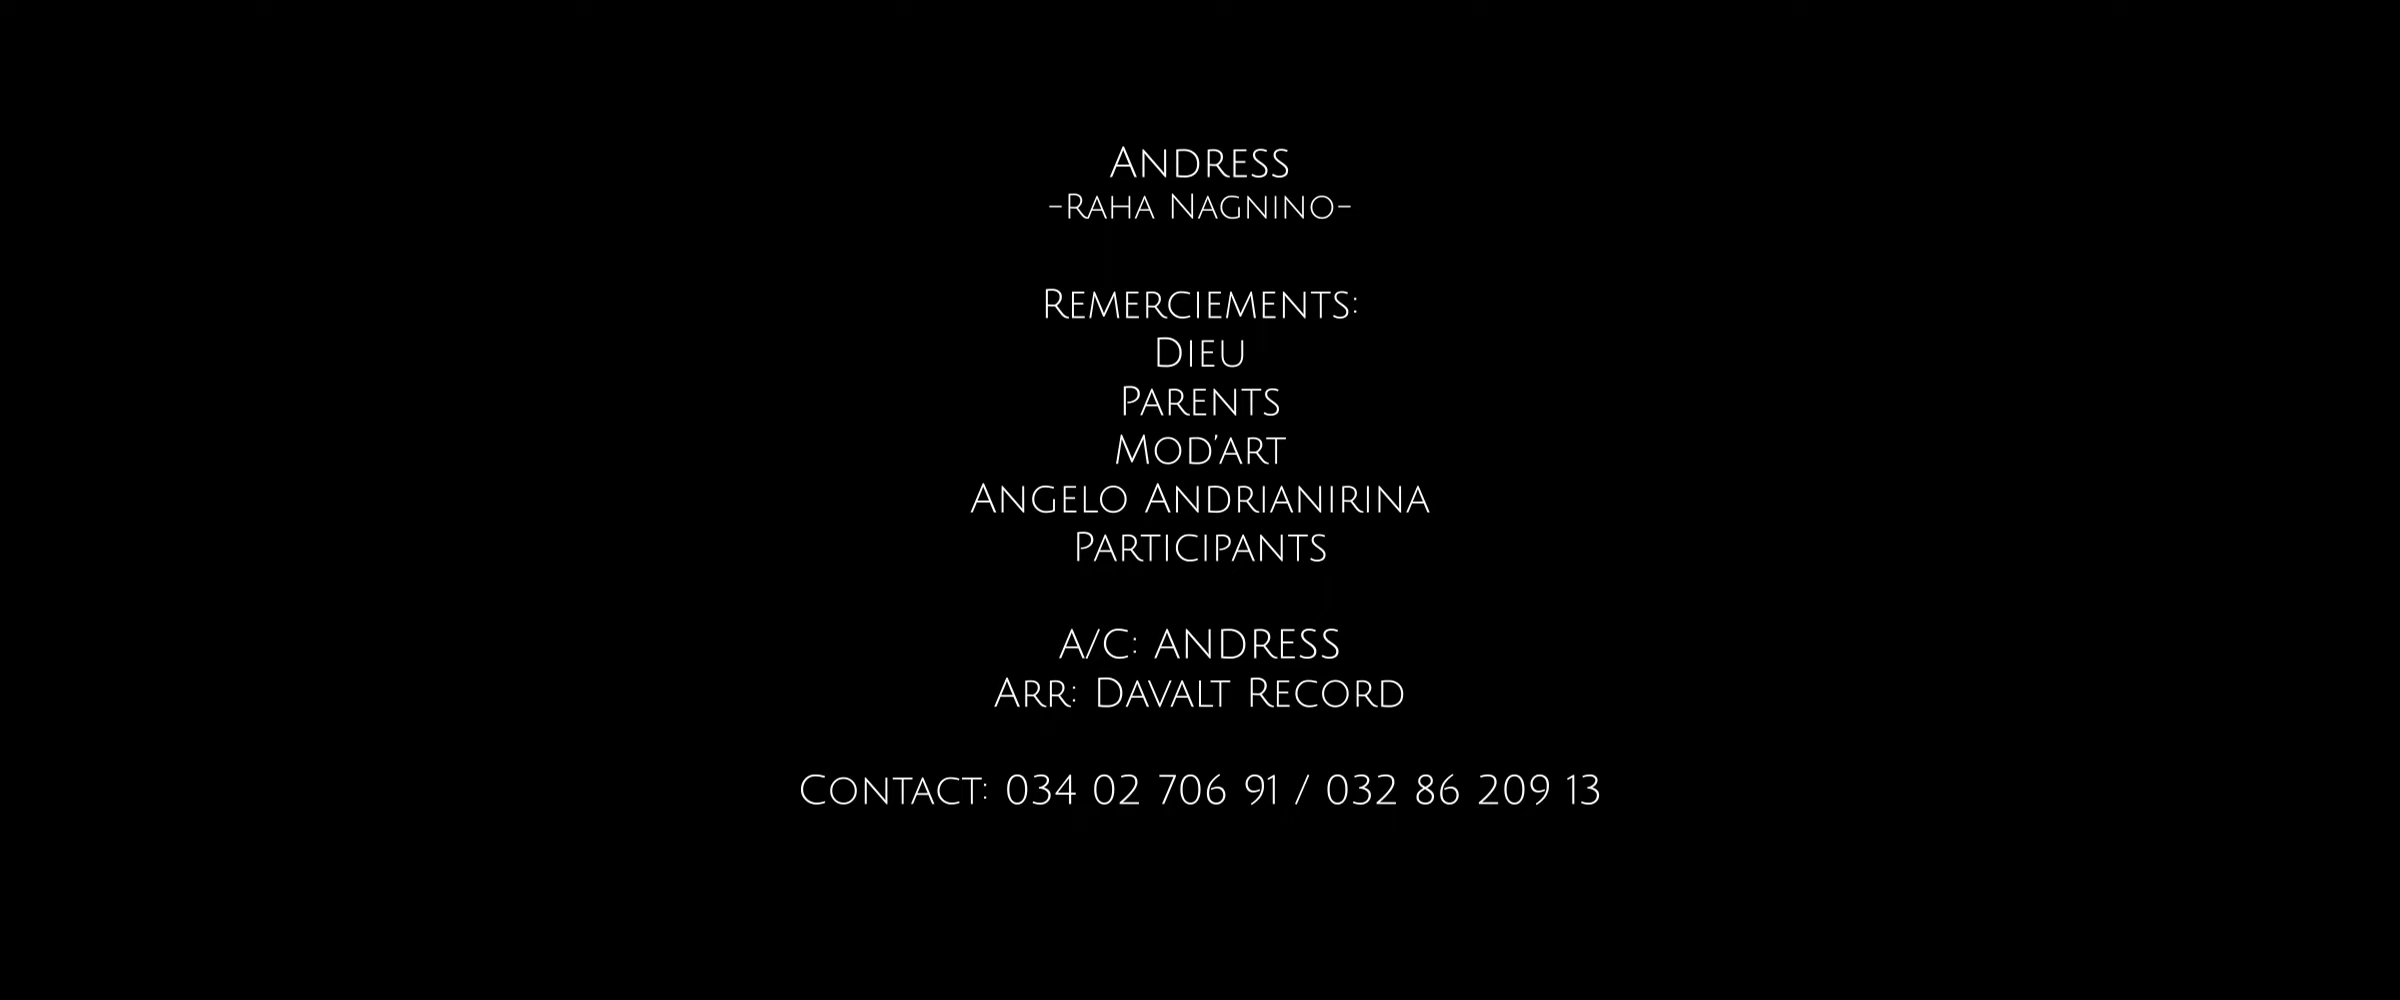 Andress
-Raha Nagnino-
Remerciements:
Dieu
Parents
Mod'art
Angelo Andrianirina
Participants
A/C: ANDRESS
Arr: Davalt Record
Contact: 034 02 706 91 / 032 86 209 13